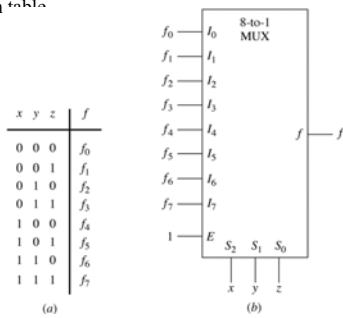 table
x y z f
0 0 0 f0
0 0 1 f1
0 1 0 f2
0 1 1 f3
1 0 0 f4
1 0 1 f5
1 1 0 f6
1 1 1 f7
(a)
8-to-1
MUX
f0 I0
f1 I1
f2 I2
f3 I3
f4 I4
f5 I5
f6 I6
f7 I7
1 E
f f
S2 S1 S0
x y z
(b)